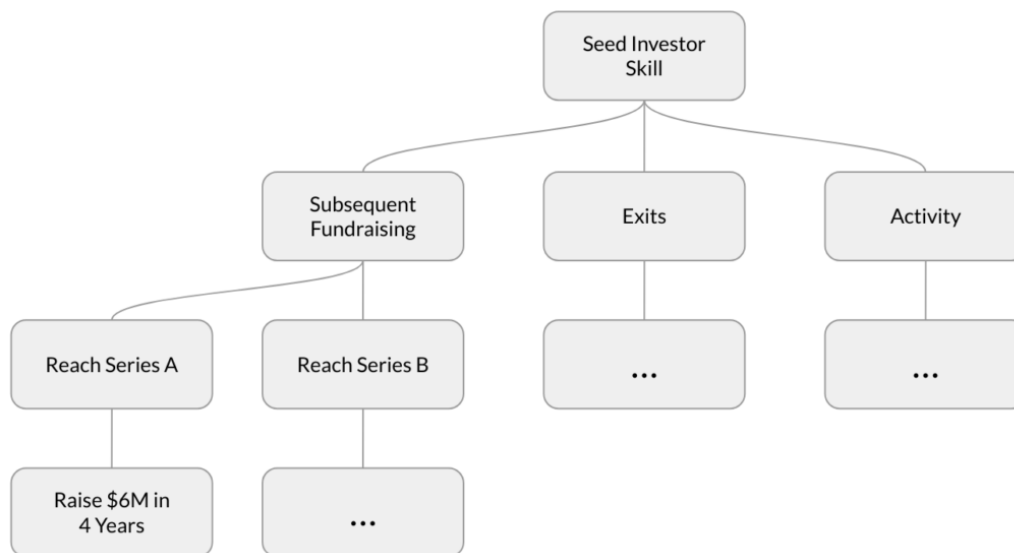 Seed Investor
Skill
Subsequent
Fundraising
Exits
Activity
Reach Series A
Reach Series B
...
...
Raise $6M in
4 Years
...